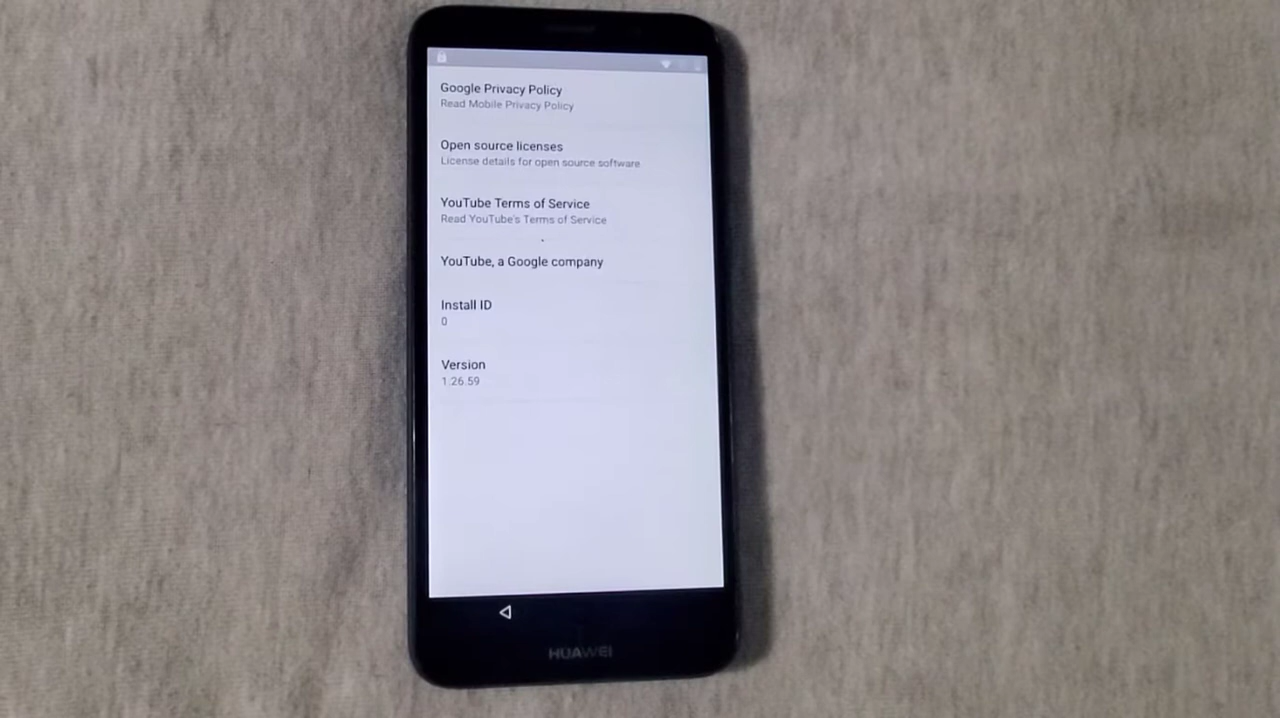 Google Privacy Policy
Read Mobile Privacy Policy
Open source licenses
License details for open source software
YouTube Terms of Service
Read YouTube's Terms of Service
YouTube, a Google company
Install ID
0
Version
1.26.59
HUAWEI